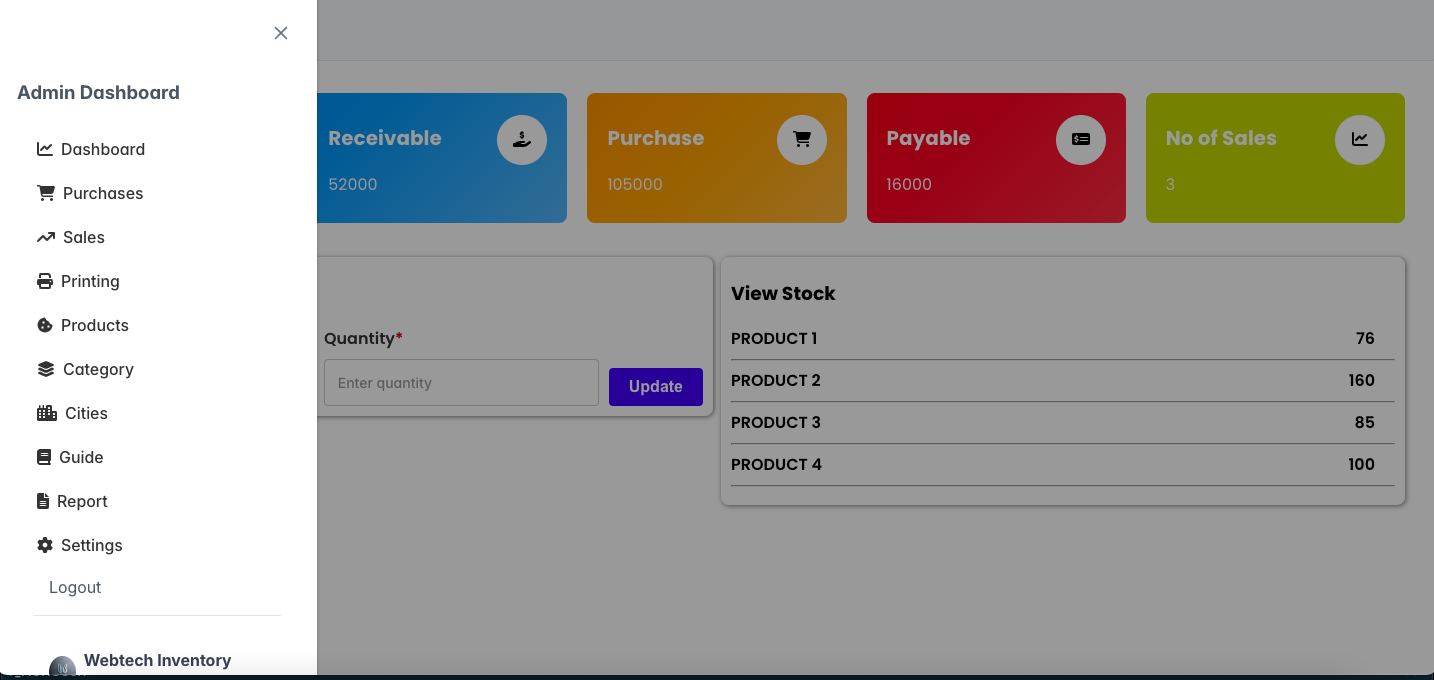 Admin Dashboard
Dashboard
Purchases
Sales
Printing
Products
Category
Cities
Guide
Report
Settings
Logout
Webtech Inventory
Receivable
52000
Purchase
105000
Payable
16000
No of Sales
3
Quantity*
Enter quantity
Update
View Stock
PRODUCT 1 76
PRODUCT 2 160
PRODUCT 3 85
PRODUCT 4 100